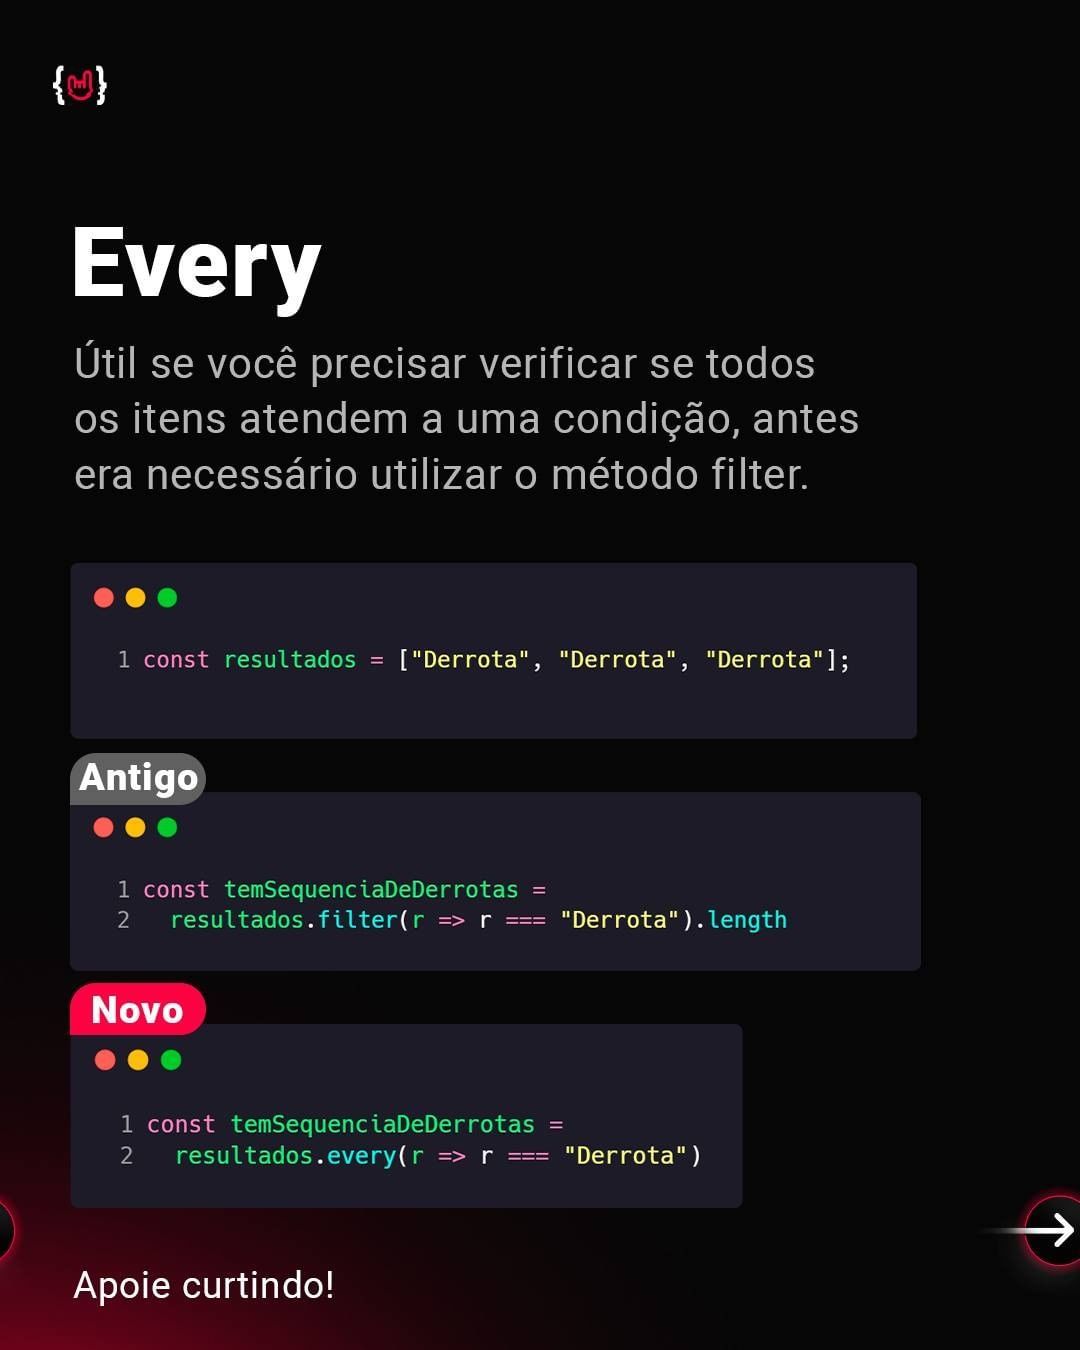 Every
Útil se você precisar verificar se todos
os itens atendem a uma condição, antes
era necessário utilizar o método filter.
1 const resultados = ["Derrota", "Derrota", "Derrota"];
Antigo
1 const temSequenciaDeDerrotas =
2   resultados.filter(r => r === "Derrota").length
Novo
1 const temSequenciaDeDerrotas =
2   resultados.every(r => r === "Derrota")
Apoie curtindo!